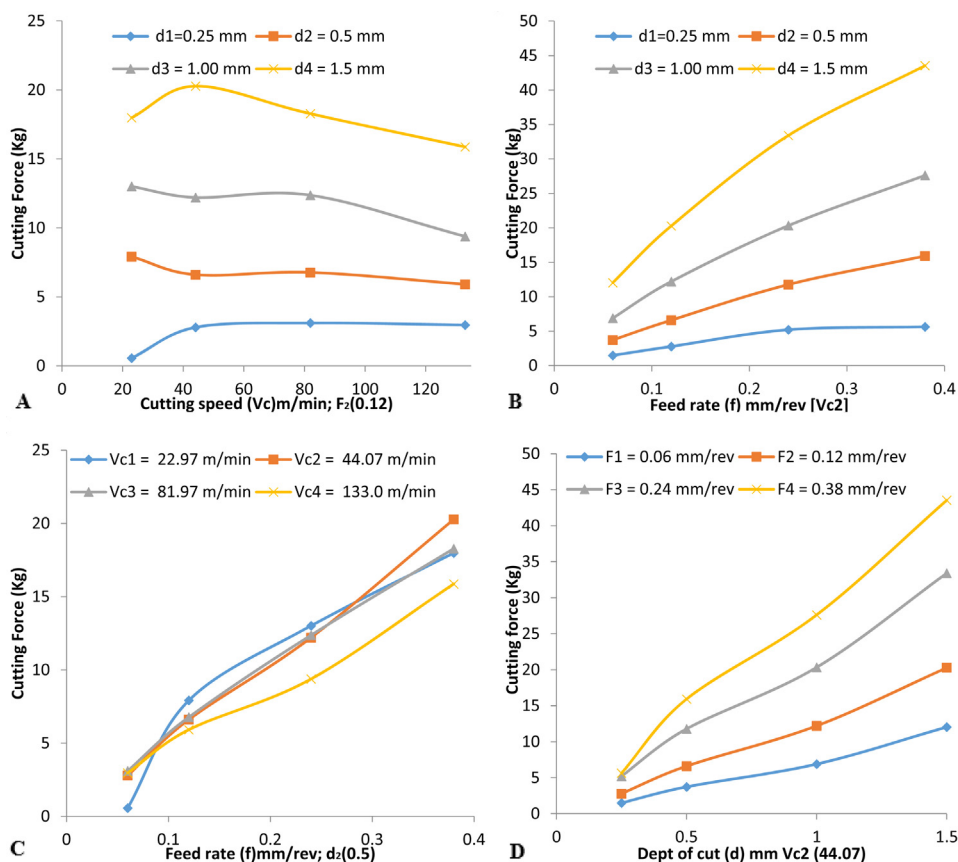 d1=0.25 mm d2 = 0.5 mm
d3 = 1.00 mm d4 = 1.5 mm
25
20
15
10
5
0
Cutting Force (Kg)
0 20 40 60 80 100 120
Cutting speed (Vc)m/min; F₂(0.12)
A
d1=0.25 mm d2 = 0.5 mm
d3 = 1.00 mm d4 = 1.5 mm
50
45
40
35
30
25
20
15
10
5
0
Cutting Force (kg)
0 0.1 0.2 0.3 0.4
Feed rate (f) mm/rev [Vc2]
B
Vc1 = 22.97 m/min Vc2 = 44.07 m/min
Vc3 = 81.97 m/min Vc4 = 133.0 m/min
25
20
15
10
5
0
Cutting Force (Kg)
0 0.1 0.2 0.3 0.4
Feed rate (f)mm/rev; d₂(0.5)
C
F1 = 0.06 mm/rev F2 = 0.12 mm/rev
F3 = 0.24 mm/rev F4 = 0.38 mm/rev
50
45
40
35
30
25
20
15
10
5
0
Cutting force (Kg)
0 0.5 1 1.5
Dept of cut (d) mm Vc2 (44.07)
D